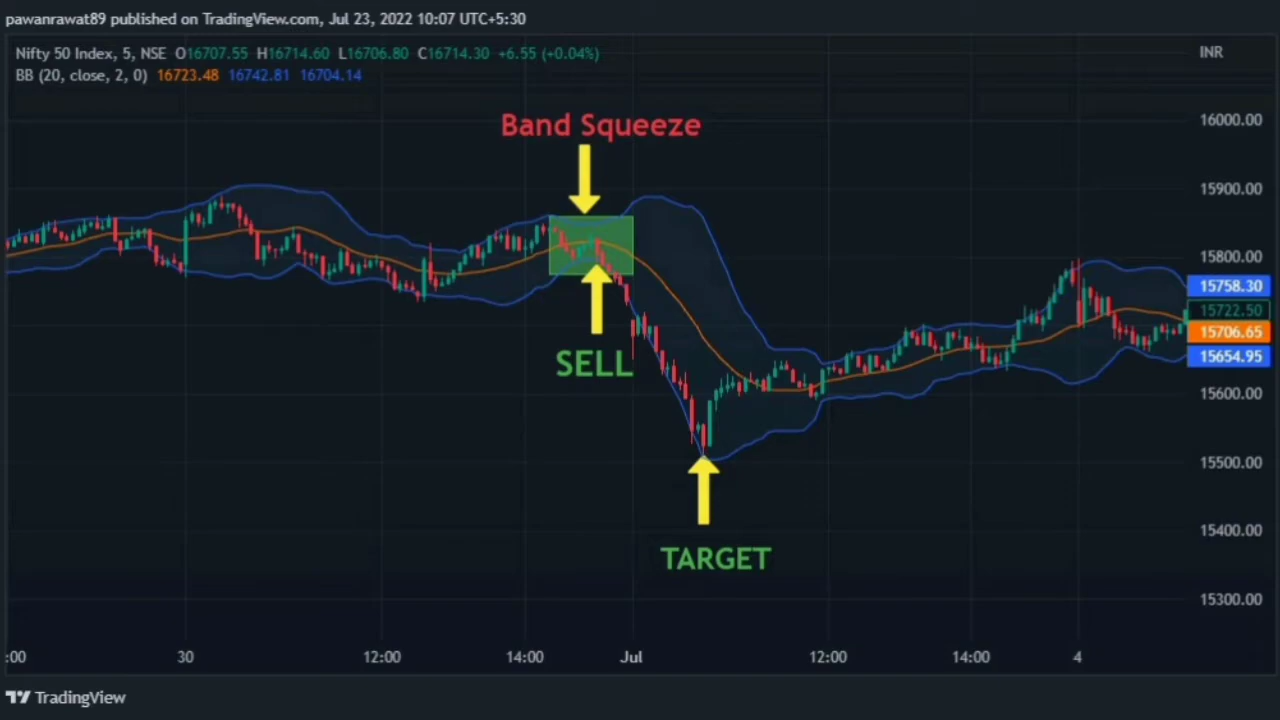 pawanrawat89 published on TradingView.com, Jul 23, 2022 10:07 UTC+5:30
Nifty 50 Index, 5, NSE O16707.55 H16714.60 L16706.80 C16714.30 +6.55 (+0.04%)
INR
BB (20, close, 2, 0) 16723.48 16742.81 16704.14
Band Squeeze
16000.00
15900.00
15800.00
15758.30
15722.50
15706.65
15654.95
SELL
15600.00
15500.00
15400.00
TARGET
15300.00
:00 30 12:00 14:00 Jul 12:00 14:00 4
TradingView